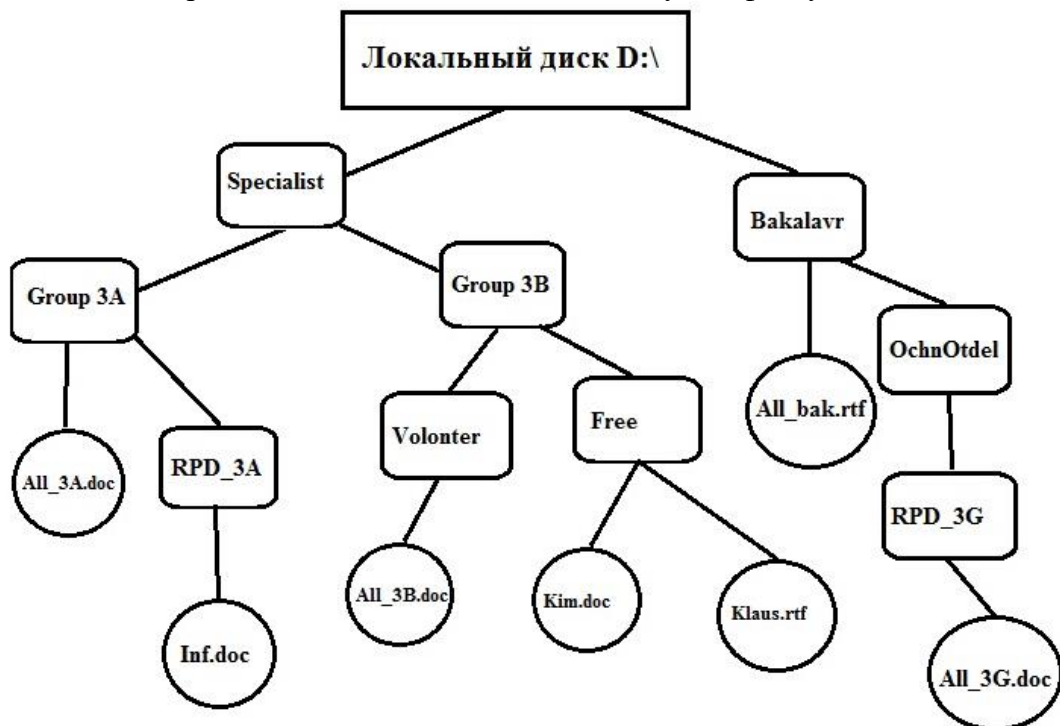 Локальный диск D:\
Specialist
Bakalavr
Group 3A
Group 3B
OchnOtdel
All_bak.rtf
Volonter
Free
RPD_3A
All_3A.doc
RPD_3G
All_3B.doc
Kim.doc
Klaus.rtf
Inf.doc
All_3G.doc